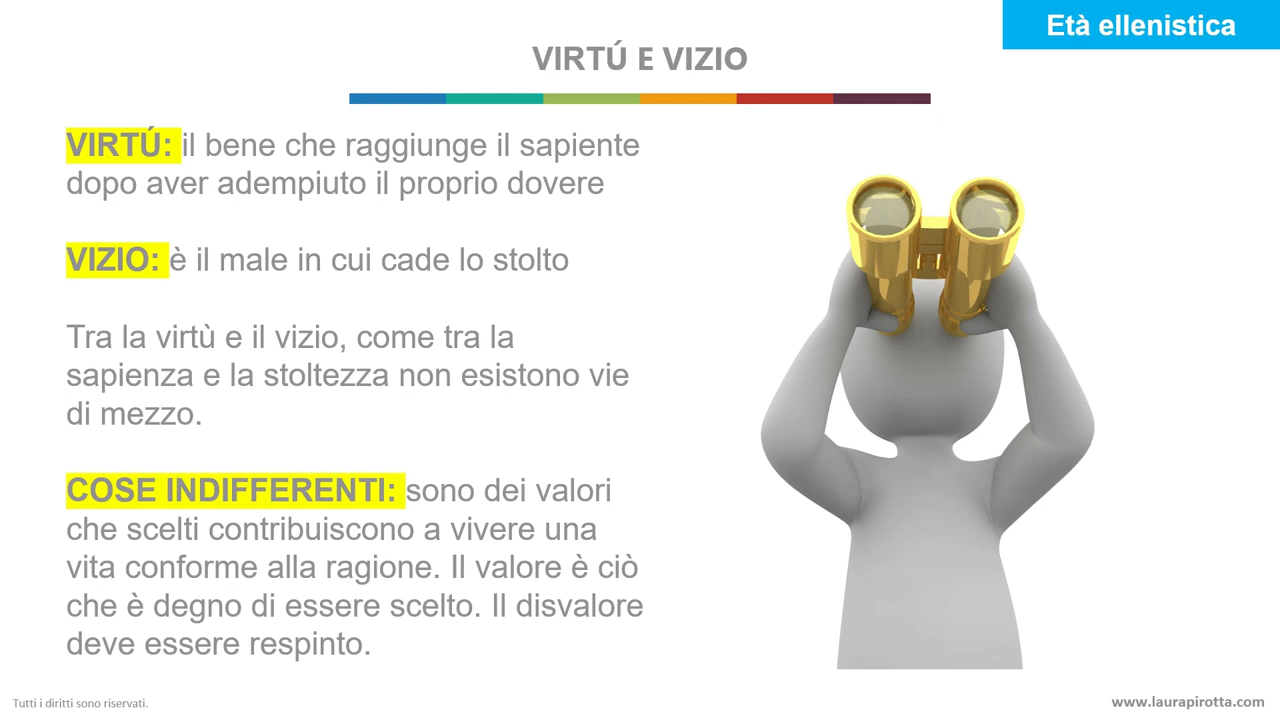 Età ellenistica
VIRTÚ E VIZIO
VIRTÚ: il bene che raggiunge il sapiente
dopo aver adempiuto il proprio dovere
VIZIO: è il male in cui cade lo stolto
Tra la virtù e il vizio, come tra la
sapienza e la stoltezza non esistono vie
di mezzo.
COSE INDIFFERENTI: sono dei valori
che scelti contribuiscono a vivere una
vita conforme alla ragione. Il valore è ciò
che è degno di essere scelto. Il disvalore
deve essere respinto.
Tutti i diritti sono riservati.
www.laurapirotta.com